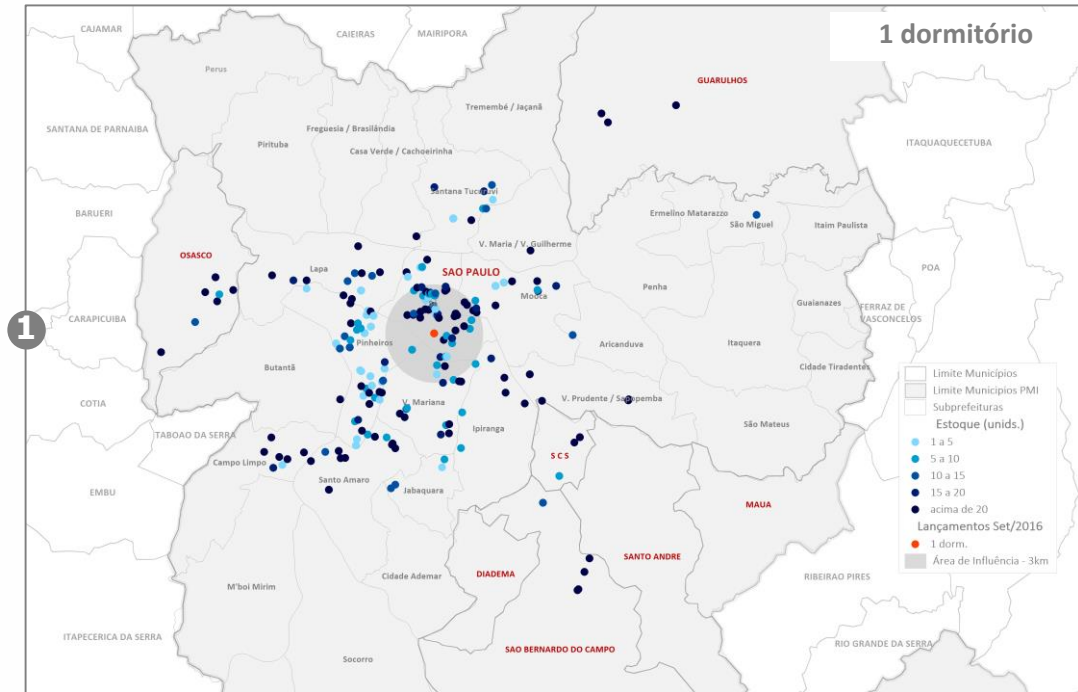 1 dormitório
CAJAMAR
CAIEIRAS
MAIRIPORA
Perus
GUARULHOS
Tremembé / Jaçanã
SANTANA DE PARNAIBA
Freguesia / Brasilândia
Pirituba
Casa Verde / Cachoeirinha
ITAQUAQUECETUBA
Santana Tucuruvi
BARUERI
Ermelino Matarazzo
São Miguel
Itaim Paulista
V. Maria / V. Guilherme
OSASCO
Lapa
SAO PAULO
POA
Penha
Mooca
Guaianazes
FERRAZ DE
VASCONCELOS
CARAPICUIBA
1
Pinheiros
Aricanduva
Itaquera
Cidade Tiradentes
Butantã
COTIA
V. Mariana
V. Prudente / Sapopemba
São Mateus
TABOAO DA SERRA
Ipiranga
Campo Limpo
S C S
Santo Amaro
Jabaquara
EMBU
MAUA
SANTO ANDRE
DIADEMA
Cidade Ademar
M'boi Mirim
RIBEIRAO PIRES
ITAPECERICA DA SERRA
RIO GRANDE DA SERRA
SAO BERNARDO DO CAMPO
Socorro
Limite Municípios
Limite Municipios PMI
Subprefeituras
Estoque (unids.)
1 a 5
5 a 10
10 a 15
15 a 20
acima de 20
Lançamentos Set/2016
1 dorm.
Área de Influência - 3km